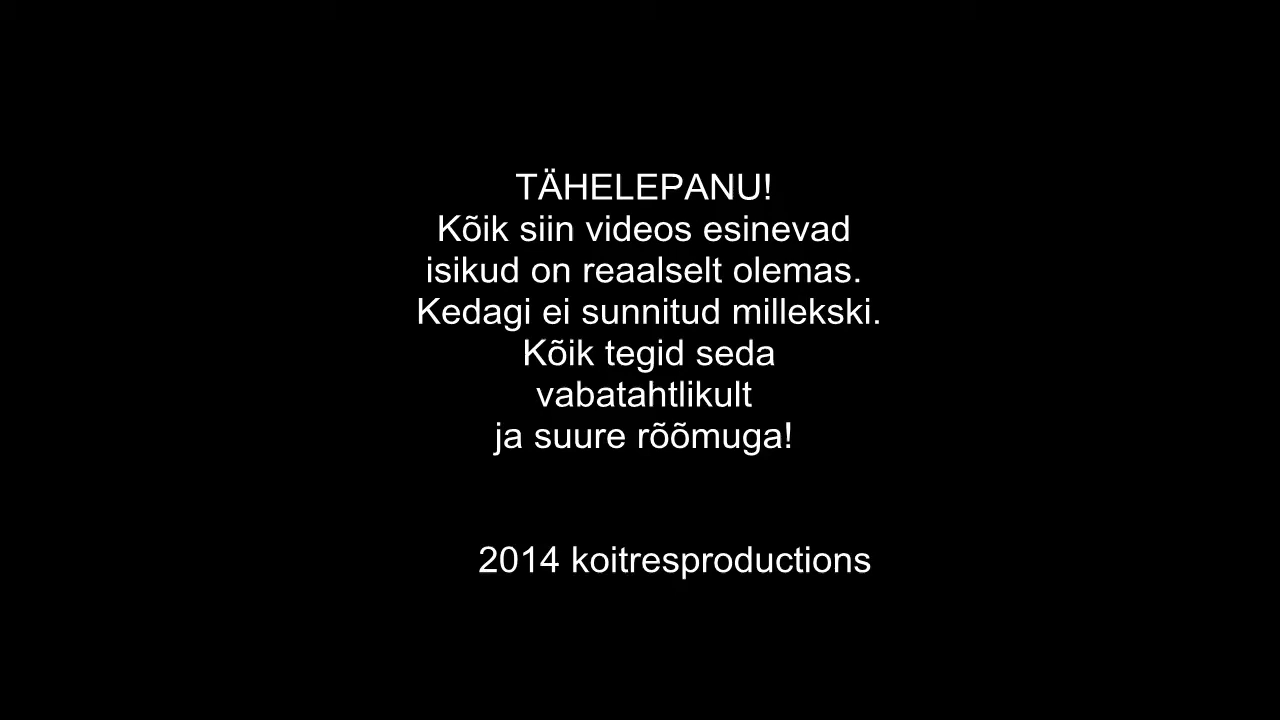 TÄHELEPANU!
Kõik siin videos esinevad
isikud on reaalselt olemas.
Kedagi ei sunnitud millekski.
Kõik tegid seda
vabatahtlikult
ja suure rõõmuga!
2014 koitresproductions